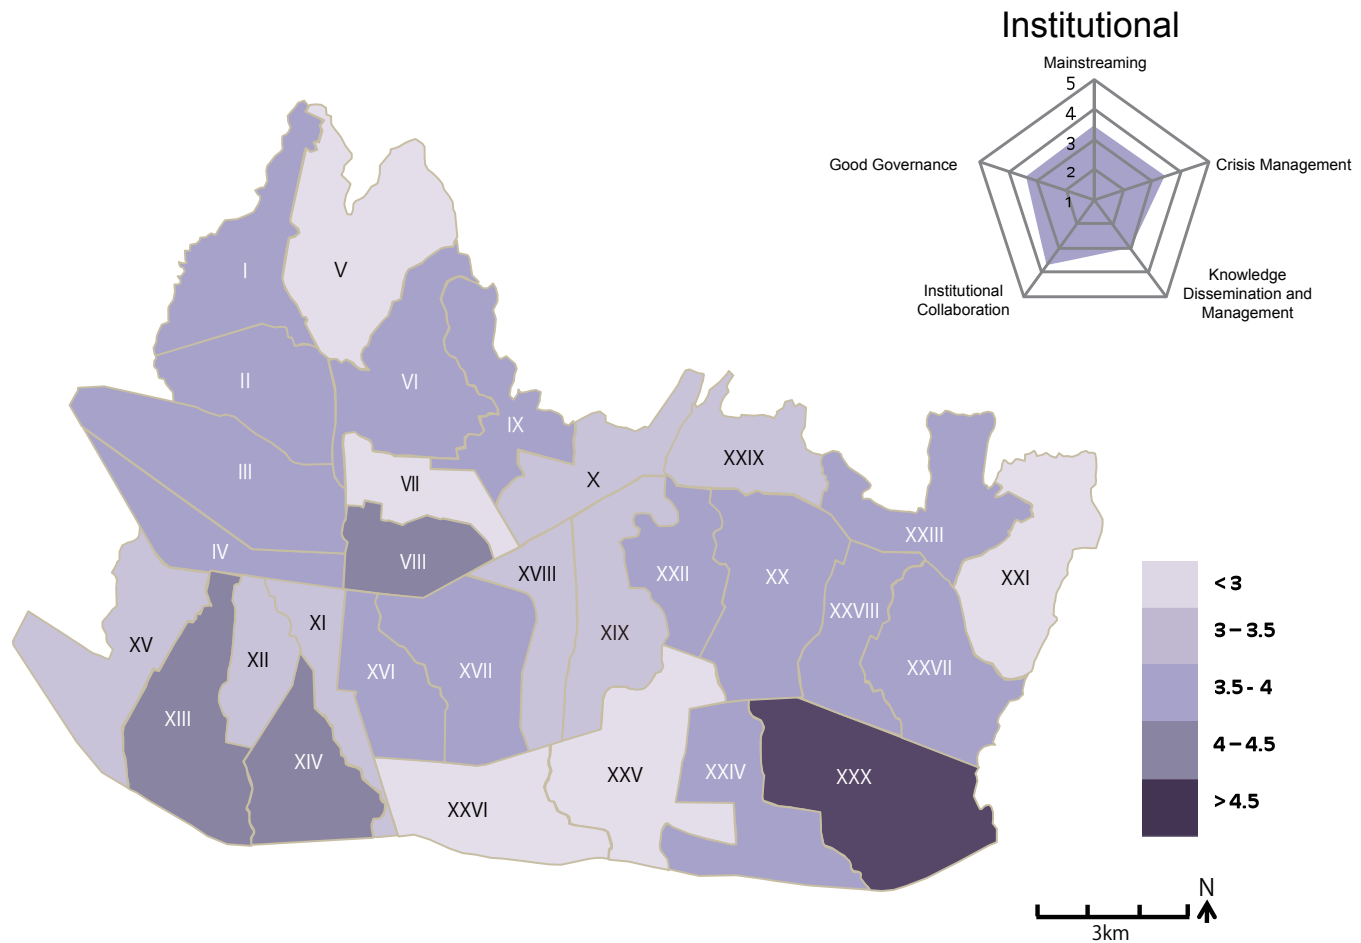 Institutional
Mainstreaming
5
4
3
2
1
Good Governance
Crisis Management
Institutional
Collaboration
Knowledge
Dissemination and
Management
I
V
II
VI
IX
III
VII
X
XXIX
IV
VIII
XVIII
XXII
XX
XXIII
XXI
XV
XII
XI
XVI
XVII
XIX
XXVIII
XXVII
XIII
XIV
XXVI
XXV
XXIV
XXX
< 3
3 – 3.5
3.5 - 4
4 – 4.5
> 4.5
N
3km